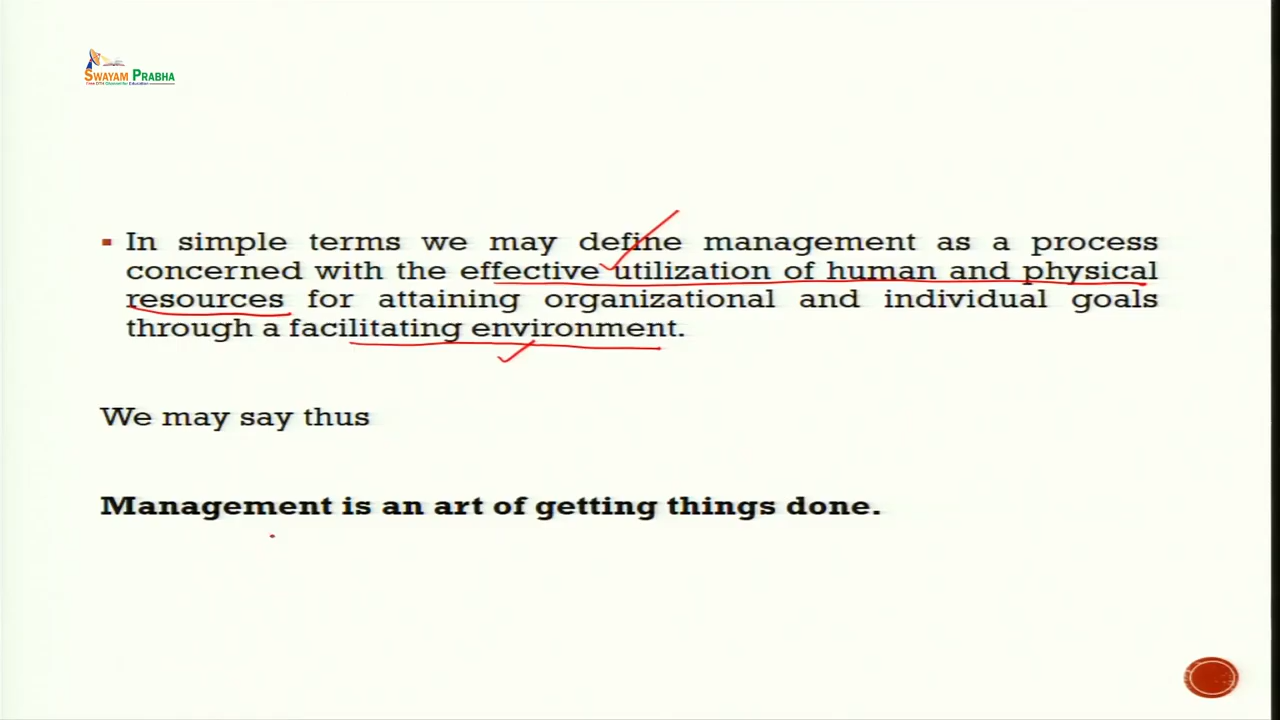 SWAYAM PRABHA
In simple terms we may define management as a process
concerned with the effective utilization of human and physical
resources for attaining organizational and individual goals
through a facilitating environment.
We may say thus
Management is an art of getting things done.